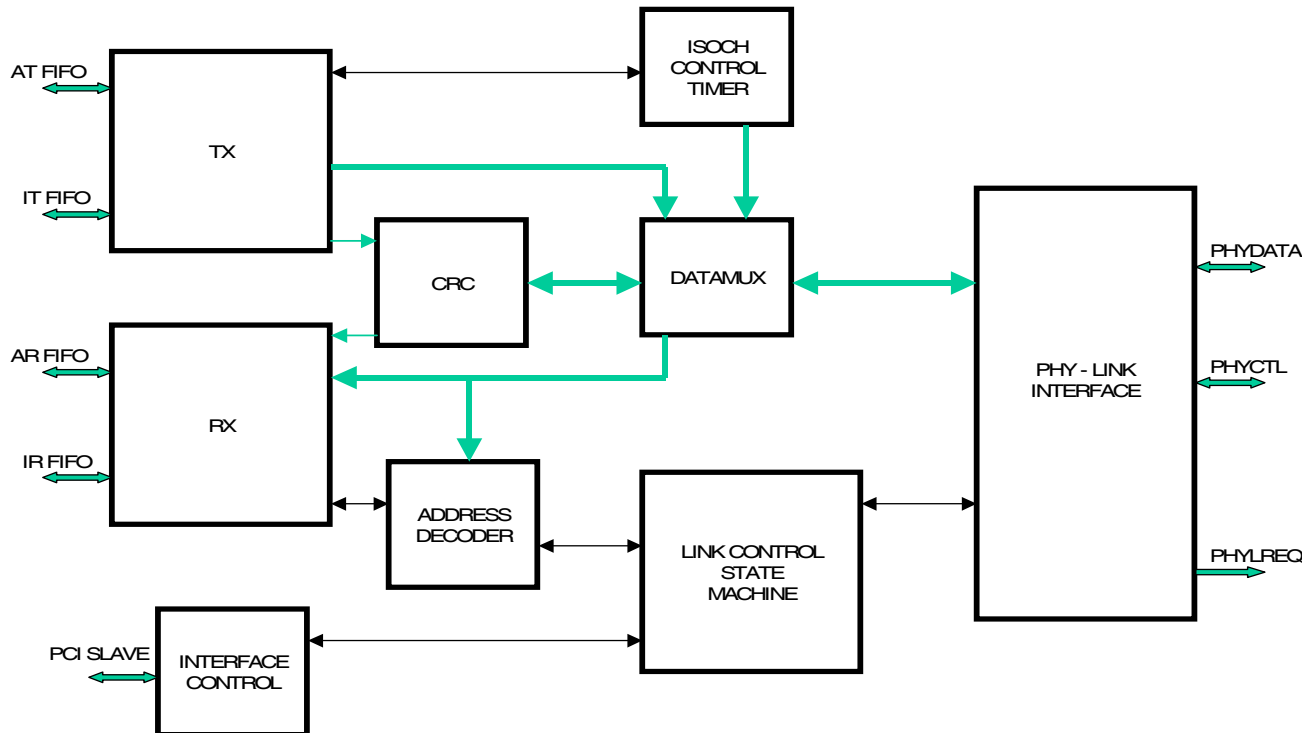 ISOCH
CONTROL
TIMER
AT FIFO
TX
IT FIFO
CRC
DATAMUX
PHYDATA
AR FIFO
RX
IR FIFO
PHY - LINK
INTERFACE
PHYCTL
ADDRESS
DECODER
LINK CONTROL
STATE
MACHINE
PHYLREQ
PCI SLAVE
INTERFACE
CONTROL